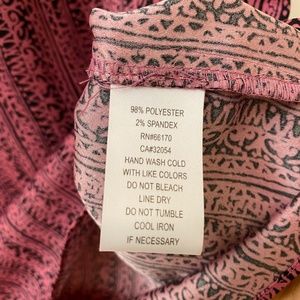 98% POLYESTER
2% SPANDEX
RN#66170
CA#32054
HAND WASH COLD
WITH LIKE COLORS
DO NOT BLEACH
LINE DRY
DO NOT TUMBLE
COOL IRON
IF NECESSARY